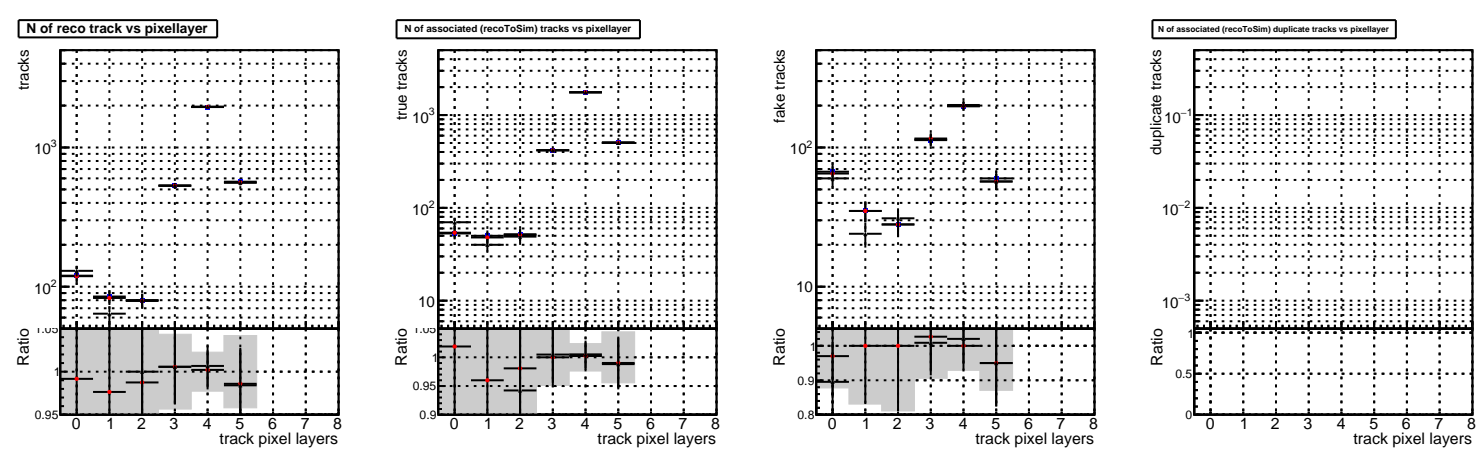 N of reco track vs pixellayer
tracks
10³
10²
Ratio
1.05
1
0.95
0 1 2 3 4 5 6 7 8
track pixel layers
N of associated (recoToSim) tracks vs pixellayer
true tracks
10³
10²
10
Ratio
1.05
1
0.95
0.9
0 1 2 3 4 5 6 7 8
track pixel layers
fake tracks
10²
10
Ratio
1
0.9
0.8
0 1 2 3 4 5 6 7 8
track pixel layers
N of associated (recoToSim) duplicate tracks vs pixellayer
duplicate tracks
10⁻¹
10⁻²
10⁻³
Ratio
1
0.5
0
0 1 2 3 4 5 6 7 8
track pixel layers